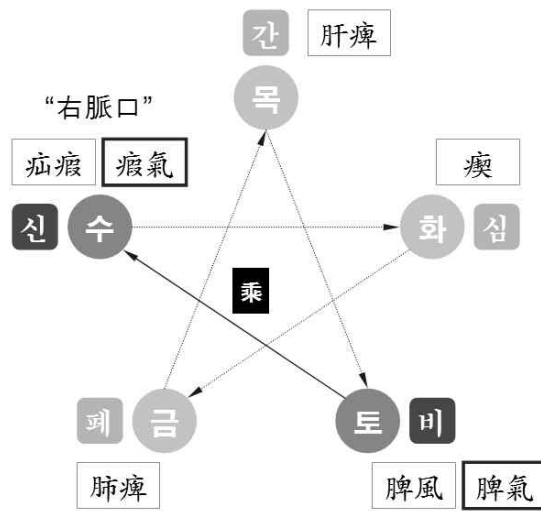 간 肝痺
목
“右脈口”
疝瘕 瘕氣
瘈
신 수
화 심
乘
폐 금
토 비
肺痺
脾風 脾氣